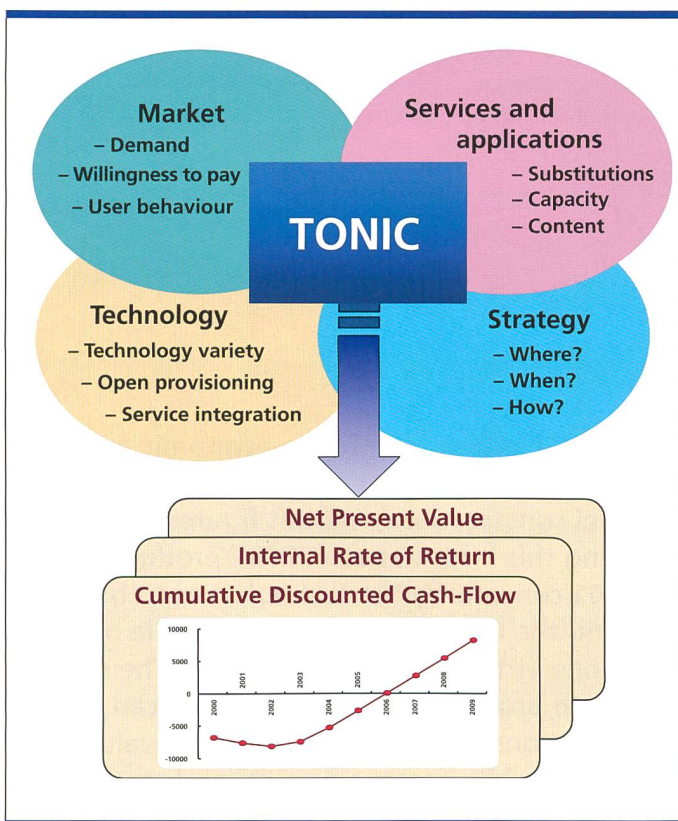 Market
– Demand
– Willingness to pay
– User behaviour
Services and
applications
– Substitutions
– Capacity
– Content
TONIC
Technology
– Technology variety
– Open provisioning
– Service integration
Strategy
– Where?
– When?
– How?
Net Present Value
Internal Rate of Return
Cumulative Discounted Cash-Flow
10000
5000
0
-5000
-10000
2000
2001
2002
2003
2004
2005
2006
2007
2008
2009